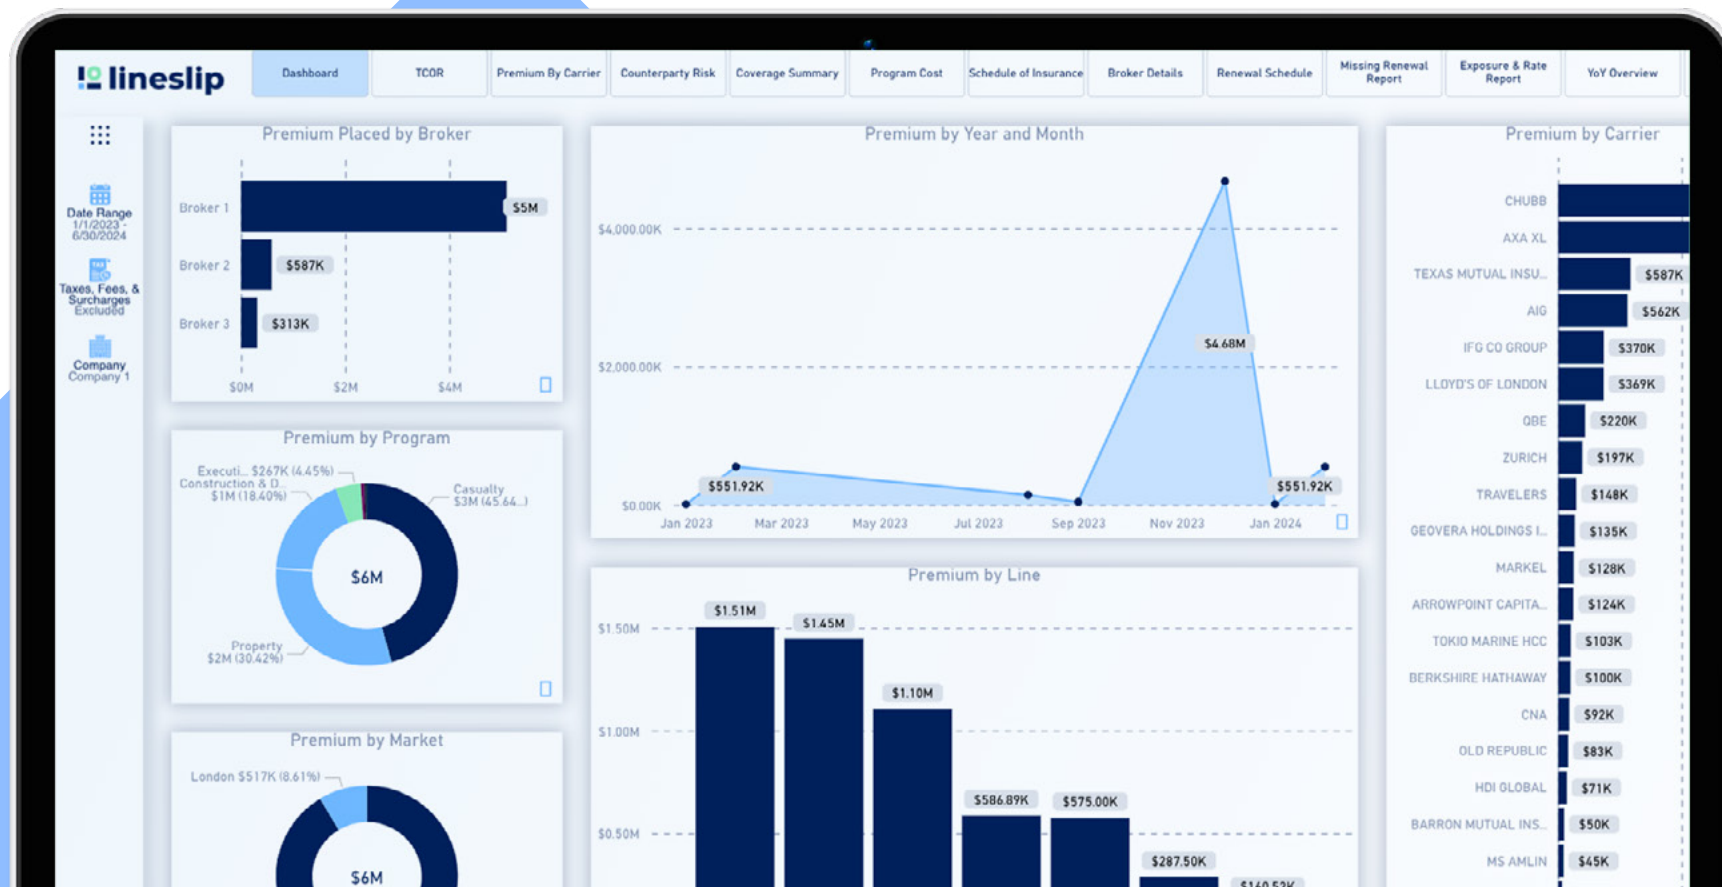 lineslip
Dashboard
TCOR
Premium By Carrier
Counterparty Risk
Coverage Summary
Program Cost
Schedule of Insurance
Broker Details
Renewal Schedule
Missing Renewal
Report
Exposure & Rate
Report
YoY Overview
Date Range
1/1/2023 -
6/30/2024
Taxes, Fees, &
Surcharges
Excluded
Company
Company 1
Premium Placed by Broker
Broker 1
$5M
Broker 2
$587K
Broker 3
$313K
$0M
$2M
$4M
Premium by Program
Executi... $267K (4.45%)
Construction & D...
$1M (18.40%)
Casualty
$3M (45.64...)
$6M
Property
$2M (30.42%)
Premium by Market
London $517K (8.61%)
$6M
Premium by Year and Month
$4,000.00K
$2,000.00K
$0.00K
$551.92K
$4.68M
$551.92K
Jan 2023
Mar 2023
May 2023
Jul 2023
Sep 2023
Nov 2023
Jan 2024
Premium by Line
$1.50M
$1.00M
$0.50M
$1.51M
$1.45M
$1.10M
$586.89K
$575.00K
$287.50K
Premium by Carrier
CHUBB
AXA XL
TEXAS MUTUAL INSU...
$587K
AIG
$562K
IFG CO GROUP
$370K
LLOYD'S OF LONDON
$369K
QBE
$220K
ZURICH
$197K
TRAVELERS
$148K
GEOVERA HOLDINGS I...
$135K
MARKEL
$128K
ARROWPOINT CAPITA...
$124K
TOKIO MARINE HCC
$103K
BERKSHIRE HATHAWAY
$100K
CNA
$92K
OLD REPUBLIC
$83K
HDI GLOBAL
$71K
BARRON MUTUAL INS...
$50K
MS AMLIN
$45K